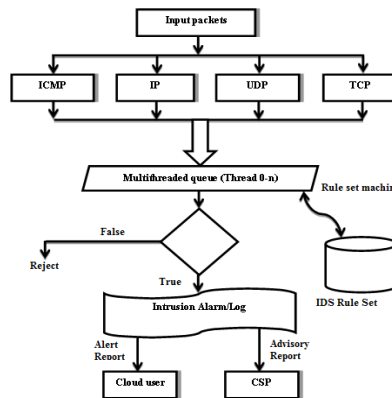 Input packets
ICMP
IP
UDP
TCP
Multithreaded queue (Thread 0-n)
Rule set machin
False
Reject
True
IDS Rule Set
Intrusion Alarm/Log
Alert
Report
Advisory
Report
Cloud user
CSP